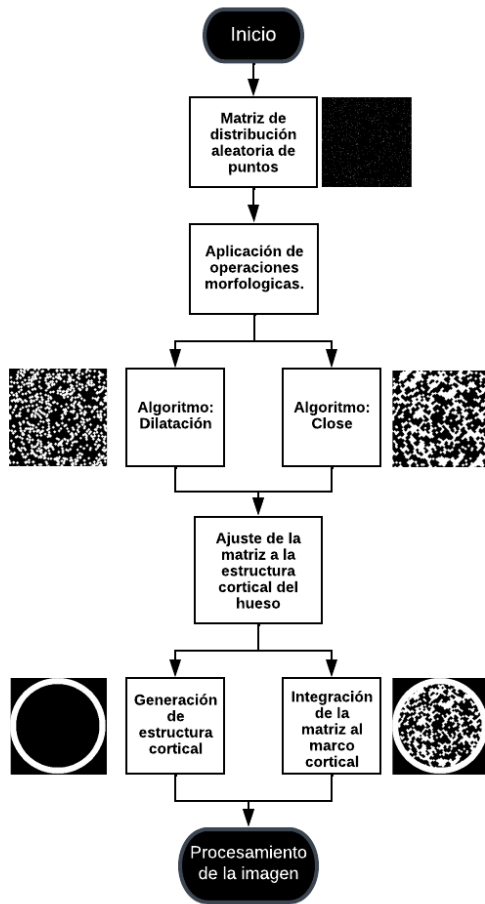 Inicio
Matriz de
distribución
aleatoria de
puntos
Aplicación de
operaciones
morfologicas.
Algoritmo:
Dilatación
Algoritmo:
Close
Ajuste de la
matriz a la
estructura
cortical del
hueso
Generación
de
estructura
cortical
Integración
de la
matriz al
marco
cortical
Procesamiento
de la imagen